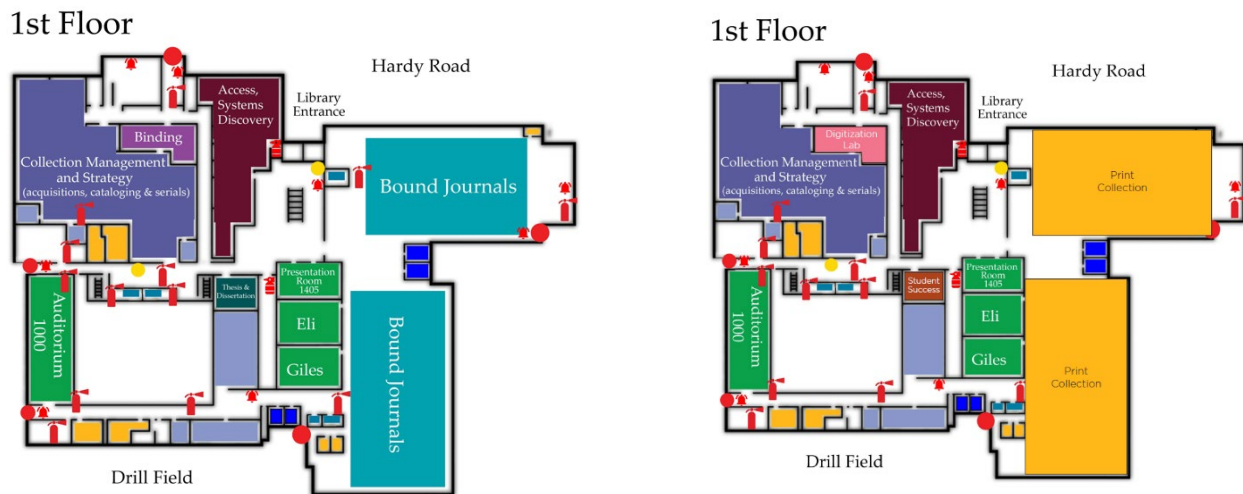 1st Floor
Hardy Road
Library
Entrance
Access,
Systems
Discovery
Binding
Collection Management
and Strategy
(acquisitions, cataloging & serials)
Bound Journals
Presentation
Room
1405
Thesis &
Dissertation
Auditorium
1000
Eli
Giles
Bound Journals
Drill Field
1st Floor
Hardy Road
Library
Entrance
Access,
Systems
Discovery
Digitization
Lab
Collection Management
and Strategy
(acquisitions, cataloging & serials)
Print
Collection
Presentation
Room
1405
Student
Success
Auditorium
1000
Eli
Giles
Print
Collection
Drill Field